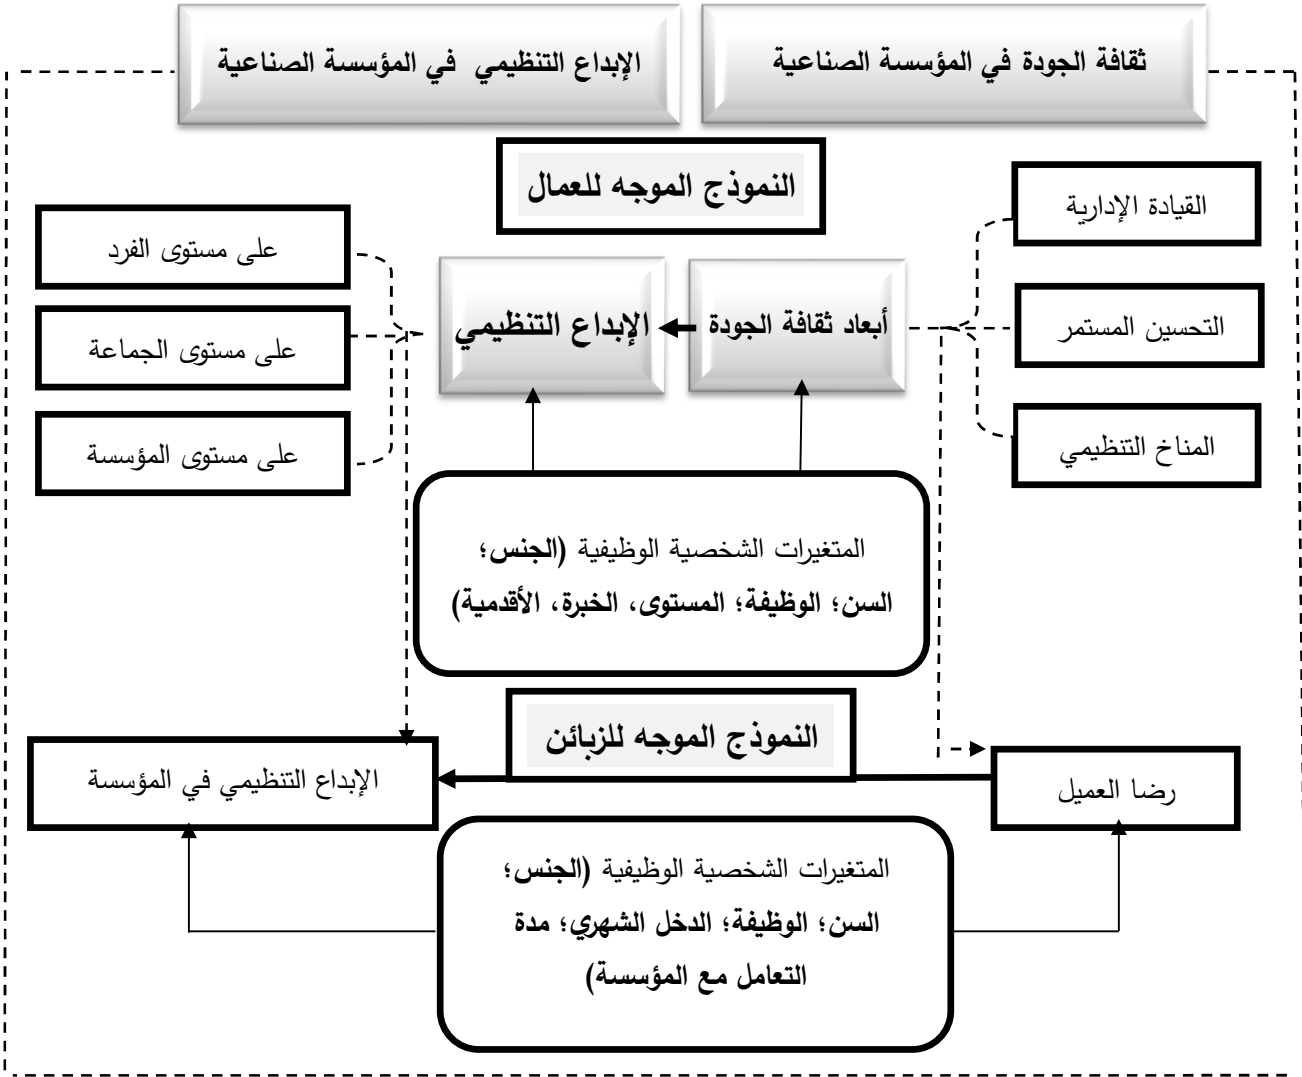 ثقافة الجودة في المؤسسة الصناعية
الإبداع التنظيمي في المؤسسة الصناعية
النموذج الموجه للعمال
القيادة الإدارية
التحسين المستمر
المناخ التنظيمي
أبعاد ثقافة الجودة
الإبداع التنظيمي
على مستوى الفرد
على مستوى الجماعة
على مستوى المؤسسة
المتغيرات الشخصية الوظيفية (الجنس؛
السن؛ الوظيفة؛ المستوى، الخبرة، الأقدمية)
النموذج الموجه للزبائن
رضا العميل
الإبداع التنظيمي في المؤسسة
المتغيرات الشخصية الوظيفية (الجنس؛
السن؛ الوظيفة؛ الدخل الشهري؛ مدة
التعامل مع المؤسسة)